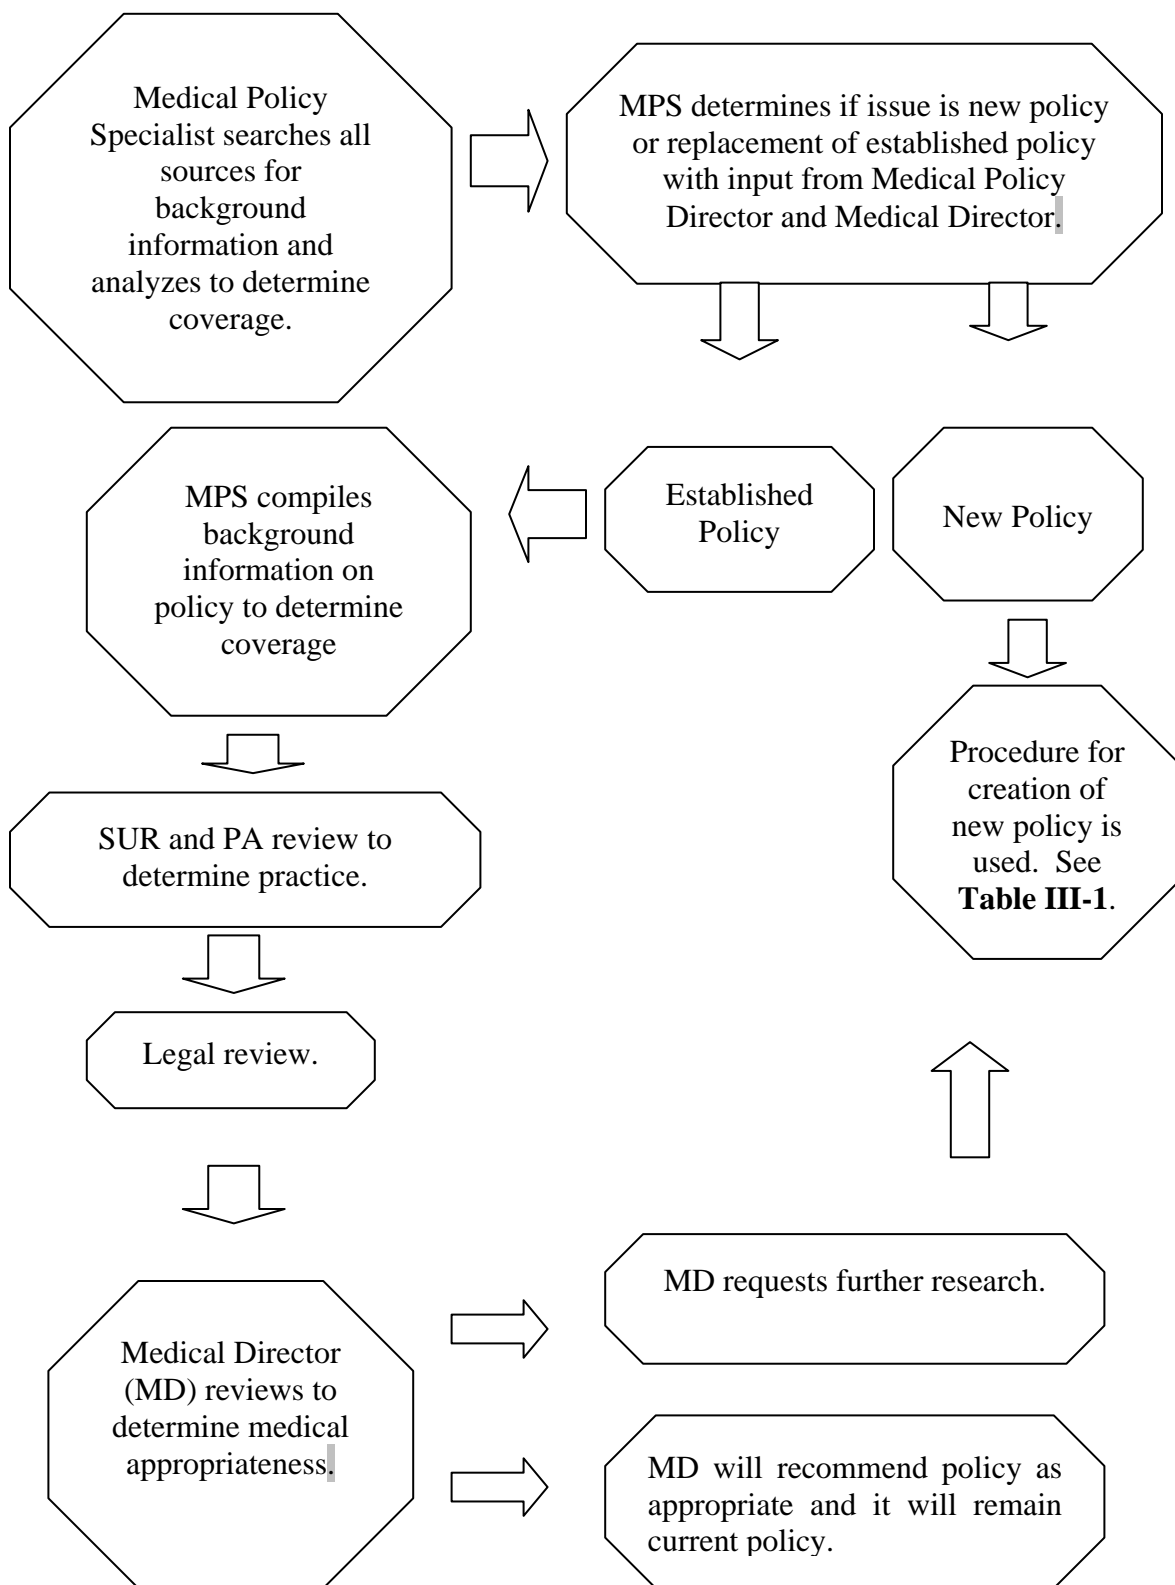 Medical Policy
Specialist searches all
sources for
background
information and
analyzes to determine
coverage.
MPS determines if issue is new policy
or replacement of established policy
with input from Medical Policy
Director and Medical Director.
MPS compiles
background
information on
policy to determine
coverage
Established
Policy
New Policy
Procedure for
creation of
new policy is
used.  See
Table III-1.
SUR and PA review to
determine practice.
Legal review.
Medical Director
(MD) reviews to
determine medical
appropriateness.
MD requests further research.
MD will recommend policy as
appropriate and it will remain
current policy.